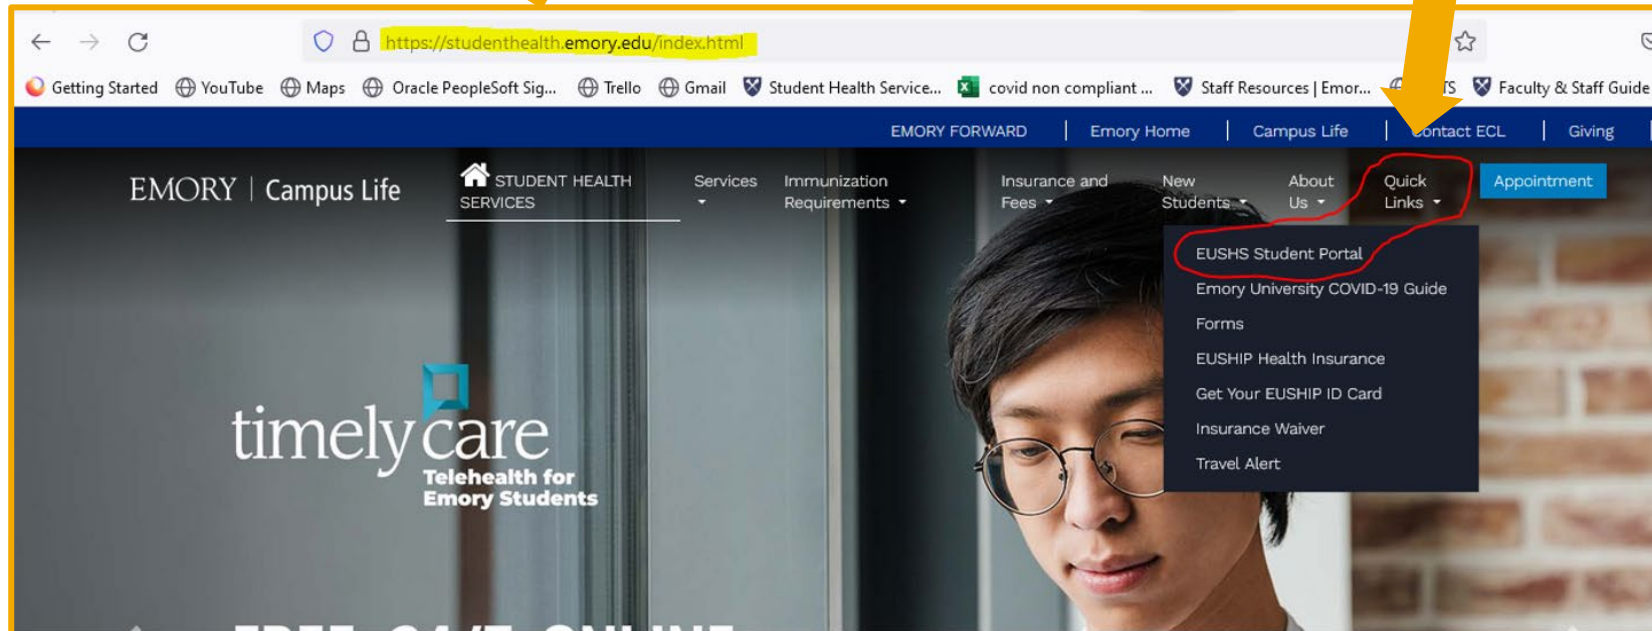 https://studenthealth.emory.edu/index.html
Getting Started YouTube Maps Oracle PeopleSoft Sig... Trello Gmail Student Health Service... covid non compliant ... Staff Resources | Emor... Faculty & Staff Guide
EMORY FORWARD | Emory Home | Campus Life | Contact ECL | Giving |
EMORY | Campus Life
STUDENT HEALTH
SERVICES
Services
Immunization
Requirements
Insurance and
Fees
New
Students
About
Us
Quick
Links
Appointment
EUSHS Student Portal
Emory University COVID-19 Guide
Forms
EUSHIP Health Insurance
Get Your EUSHIP ID Card
Insurance Waiver
Travel Alert
timelycare
Telehealth for
Emory Students